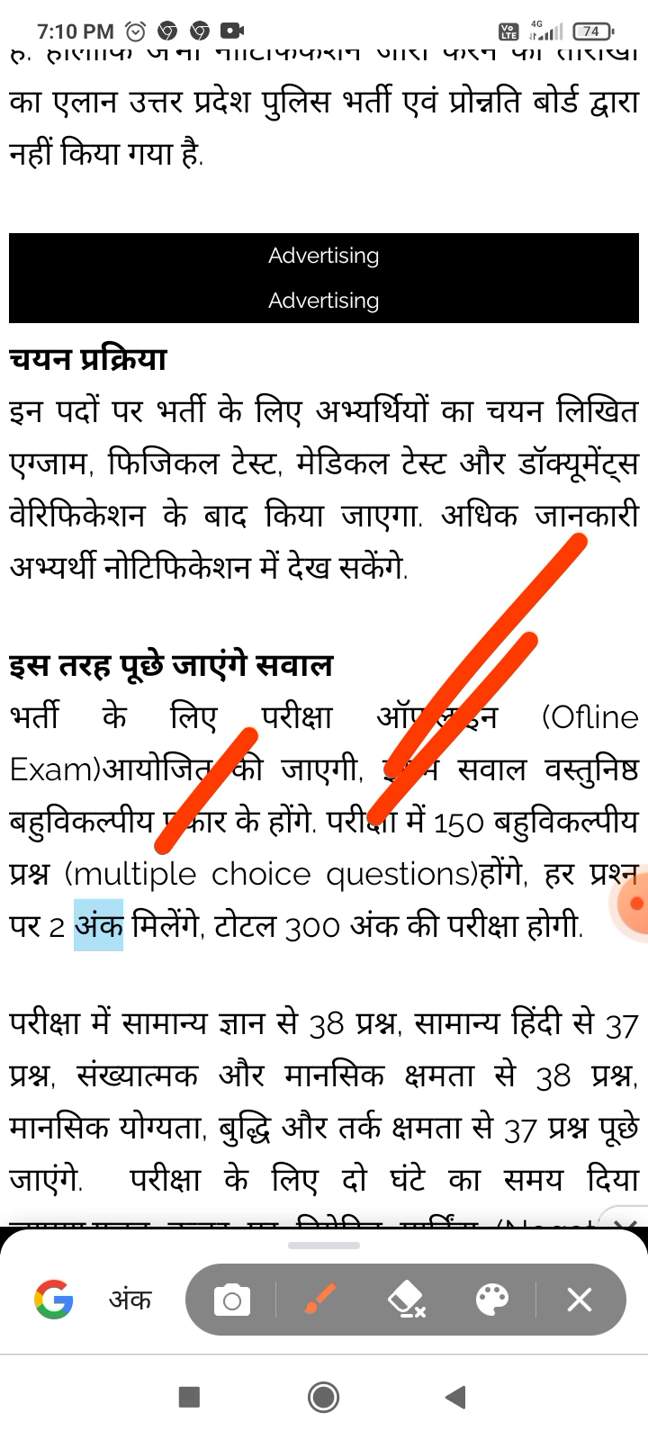 7:10 PM
Vo LTE 4G 74
का एलान उत्तर प्रदेश पुलिस भर्ती एवं प्रोन्नति बोर्ड द्वारा
नहीं किया गया है.
Advertising
Advertising
चयन प्रक्रिया
इन पदों पर भर्ती के लिए अभ्यर्थियों का चयन लिखित
एग्जाम, फिजिकल टेस्ट, मेडिकल टेस्ट और डॉक्यूमेंट्स
वेरिफिकेशन के बाद किया जाएगा. अधिक जानकारी
अभ्यर्थी नोटिफिकेशन में देख सकेंगे.
इस तरह पूछे जाएंगे सवाल
भर्ती के लिए परीक्षा (Ofline
Exam)आयोजित की जाएगी, सवाल वस्तुनिष्ठ
बहुविकल्पीय के होंगे. परीक्षा में 150 बहुविकल्पीय
प्रश्न (multiple choice questions)होंगे, हर प्रश्न
पर 2 अंक मिलेंगे, टोटल 300 अंक की परीक्षा होगी.
परीक्षा में सामान्य ज्ञान से 38 प्रश्न, सामान्य हिंदी से 37
प्रश्न, संख्यात्मक और मानसिक क्षमता से 38 प्रश्न,
मानसिक योग्यता, बुद्धि और तर्क क्षमता से 37 प्रश्न पूछे
जाएंगे. परीक्षा के लिए दो घंटे का समय दिया
G अंक